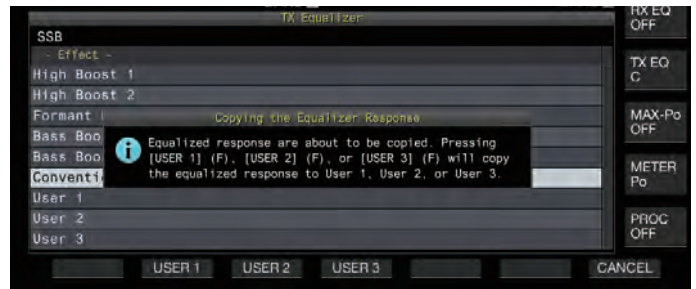 TX Equalizer
SSB
- Effect -
High Boost 1
High Boost 2
Formant
Copying the Equalizer Response
Bass Boo
Bass Boo
Equalized response are about to be copied. Pressing
[USER 1] (F), [USER 2] (F), or [USER 3] (F) will copy
the equalized response to User 1, User 2, or User 3.
Conventi
User 1
User 2
User 3
RX EQ
OFF
TX EQ
C
MAX-Po
OFF
METER
Po
PROC
OFF
USER 1 USER 2 USER 3 CANCEL